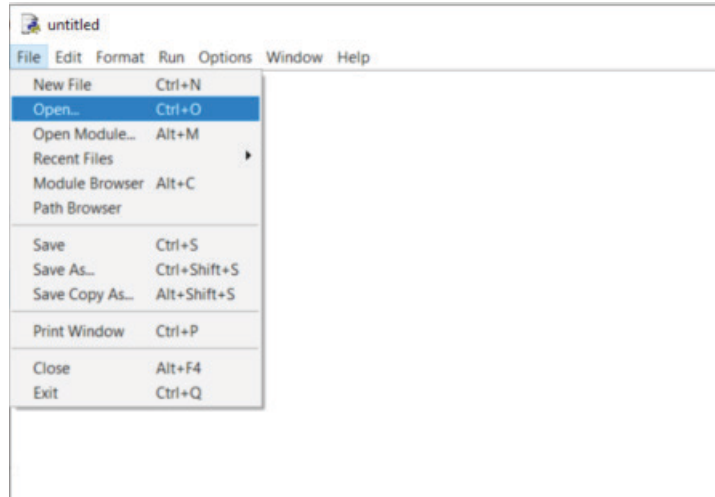 untitled
File Edit Format Run Options Window Help
New File Ctrl+N
Open... Ctrl+O
Open Module... Alt+M
Recent Files
Module Browser Alt+C
Path Browser
Save Ctrl+S
Save As... Ctrl+Shift+S
Save Copy As... Alt+Shift+S
Print Window Ctrl+P
Close Alt+F4
Exit Ctrl+Q